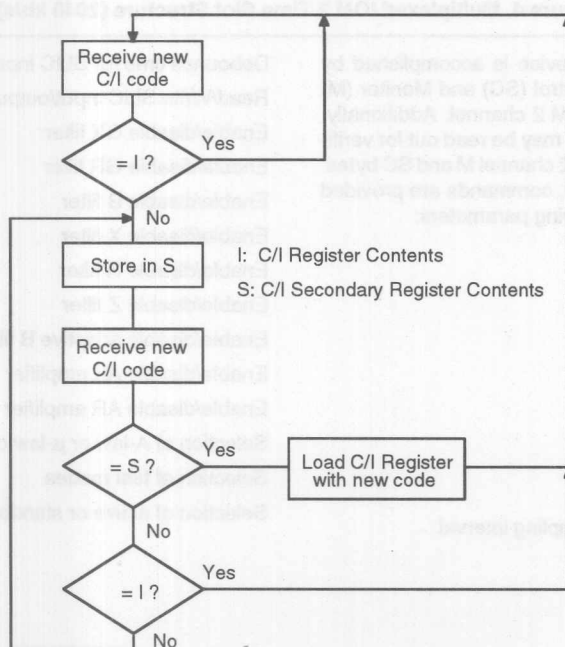 Receive new
C/I code
= I ?
Yes
No
Store in S
I: C/I Register Contents
S: C/I Secondary Register Contents
Receive new
C/I code
= S ?
Yes
Load C/I Register
with new code
No
= I ?
Yes
No